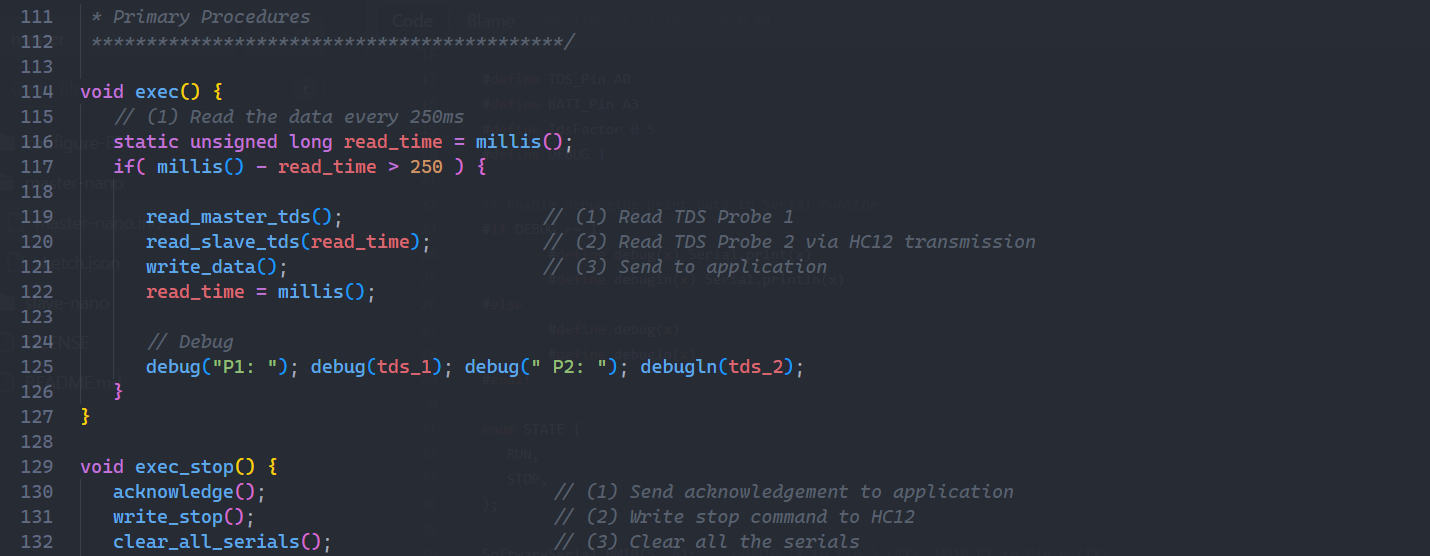 111 * Primary Procedures
112 *******************************************/
113
114 void exec() {
115 // (1) Read the data every 250ms
116 static unsigned long read_time = millis();
117 if( millis() - read_time > 250 ) {
118
119 read_master_tds(); // (1) Read TDS Probe 1
120 read_slave_tds(read_time); // (2) Read TDS Probe 2 via HC12 transmission
121 write_data(); // (3) Send to application
122 read_time = millis();
123
124 // Debug
125 debug("P1: "); debug(tds_1); debug(" P2: "); debugln(tds_2);
126 }
127 }
128
129 void exec_stop() {
130 acknowledge(); // (1) Send acknowledgement to application
131 write_stop(); // (2) Write stop command to HC12
132 clear_all_serials(); // (3) Clear all the serials